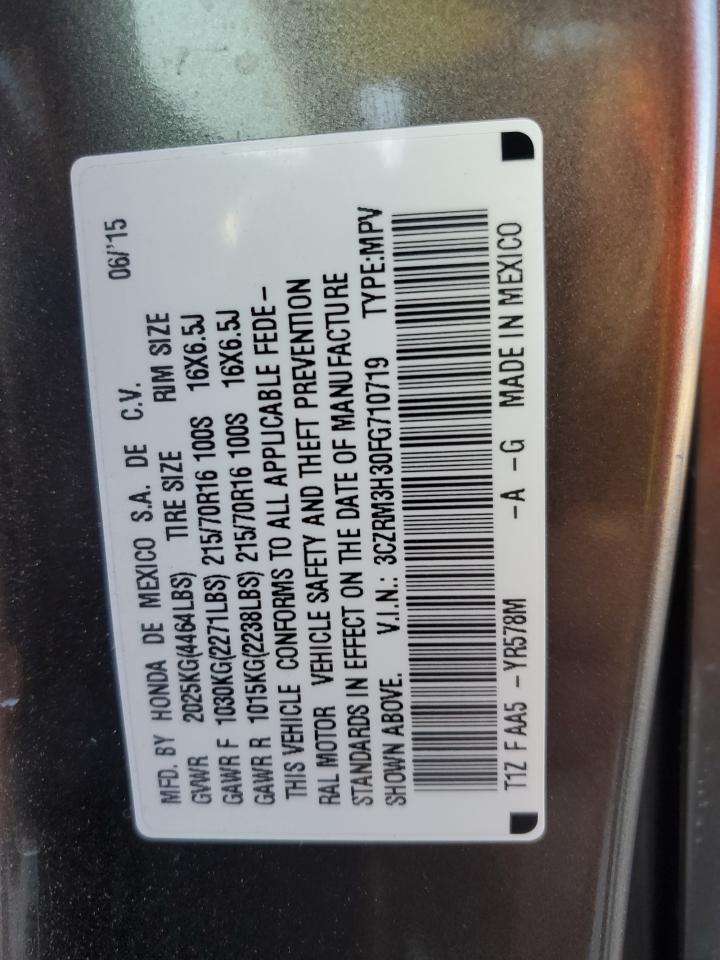 MFD. BY HONDA DE MEXICO S.A. DE C.V. 06/'15
GVWR 2025KG(4464LBS) TIRE SIZE RIM SIZE
GAWR F 1030KG(2271LBS) 215/70R16 100S 16X6.5J
GAWR R 1015KG(2238LBS) 215/70R16 100S 16X6.5J
THIS VEHICLE CONFORMS TO ALL APPLICABLE FEDE-
RAL MOTOR VEHICLE SAFETY AND THEFT PREVENTION
STANDARDS IN EFFECT ON THE DATE OF MANUFACTURE
SHOWN ABOVE. V.I.N.: 3CZRM3H30FG710719 TYPE:MPV
T1Z F AA5 -YR578M -A -G MADE IN MEXICO